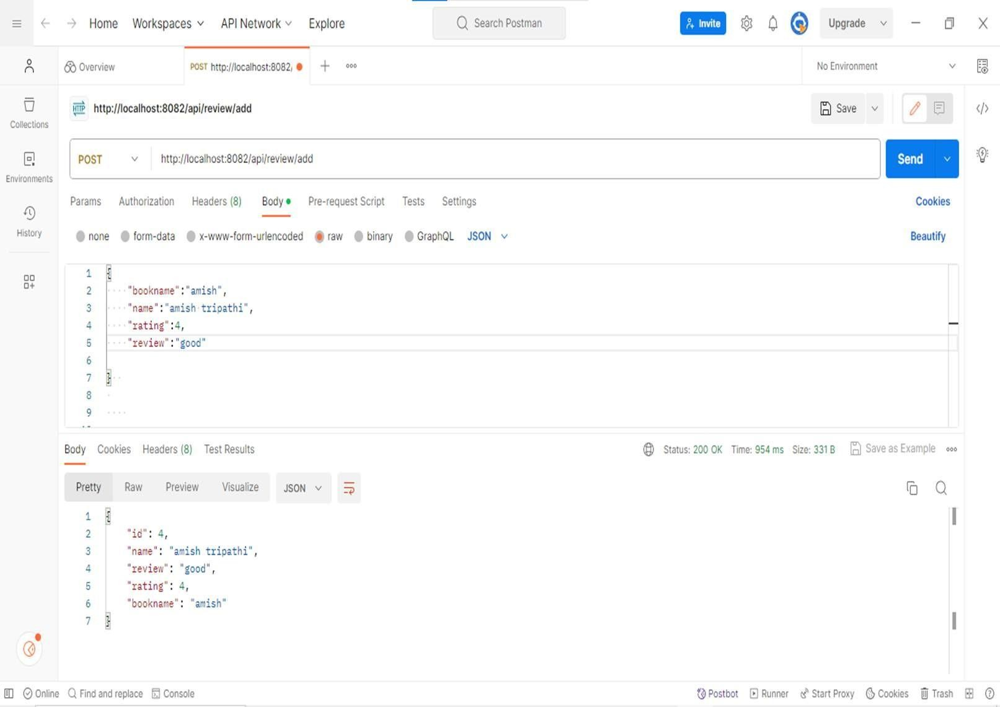 Home Workspaces API Network Explore Search Postman Invite Upgrade
Overview POST http://localhost:8082/ No Environment
HTTP http://localhost:8082/api/review/add Save
Collections
POST http://localhost:8082/api/review/add Send
Environments
Params Authorization Headers (8) Body Pre-request Script Tests Settings Cookies
History
none form-data x-www-form-urlencoded raw binary GraphQL JSON Beautify
1 {
2 "bookname":"amish",
3 "name":"amish tripathi",
4 "rating":4,
5 "review":"good"
6
7 }
8
9
Body Cookies Headers (8) Test Results Status: 200 OK Time: 954 ms Size: 331 B Save as Example
Pretty Raw Preview Visualize JSON
1 {
2 "id": 4,
3 "name": "amish tripathi",
4 "review": "good",
5 "rating": 4,
6 "bookname": "amish"
7 }
Online Find and replace Console Postbot Runner Start Proxy Cookies Trash